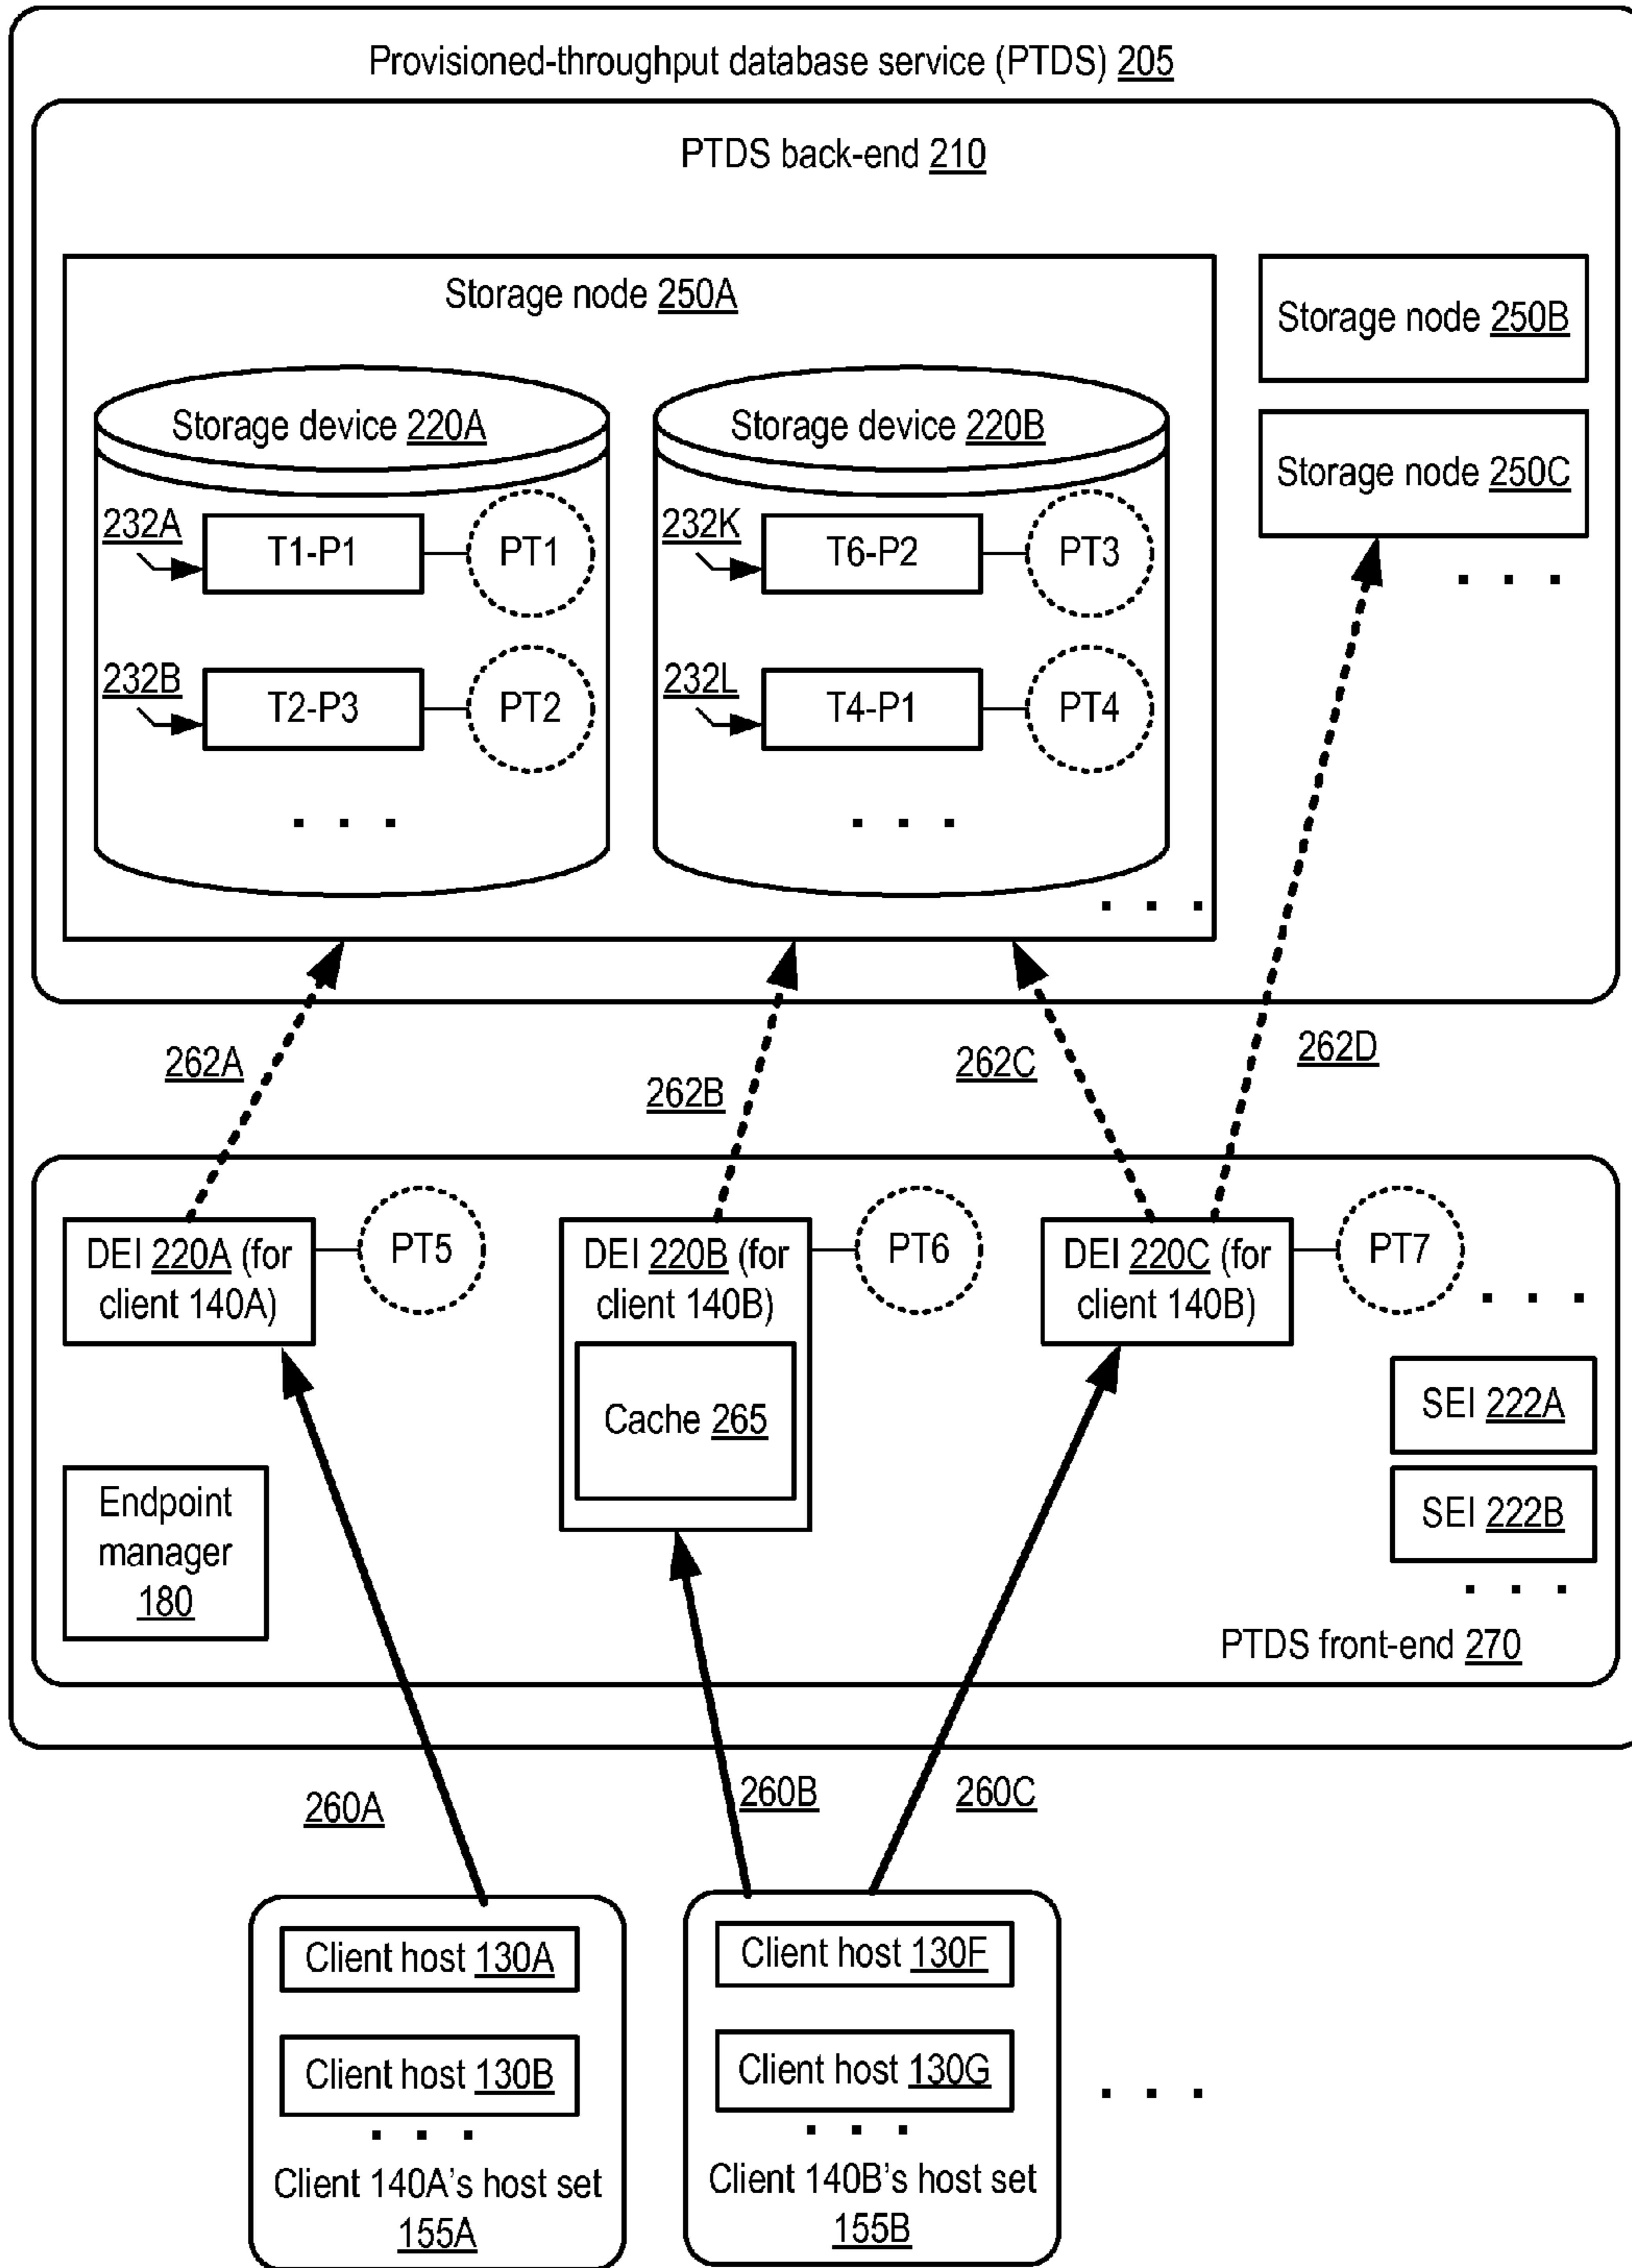 Provisioned-throughput database service (PTDS) 205
PTDS back-end 210
Storage node 250A
Storage node 250B
Storage node 250C
Storage device 220A
Storage device 220B
232A
T1-P1
PT1
232K
T6-P2
PT3
. . .
232B
T2-P3
PT2
232L
T4-P1
PT4
. . .
. . .
. . .
262A
262B
262C
262D
DEI 220A (for
client 140A)
PT5
DEI 220B (for
client 140B)
PT6
DEI 220C (for
client 140B)
PT7
. . .
Cache 265
SEI 222A
SEI 222B
. . .
Endpoint
manager
180
PTDS front-end 270
260A
260B
260C
Client host 130A
Client host 130B
. . .
Client 140A's host set
155A
Client host 130F
Client host 130G
. . .
Client 140B's host set
155B
. . .